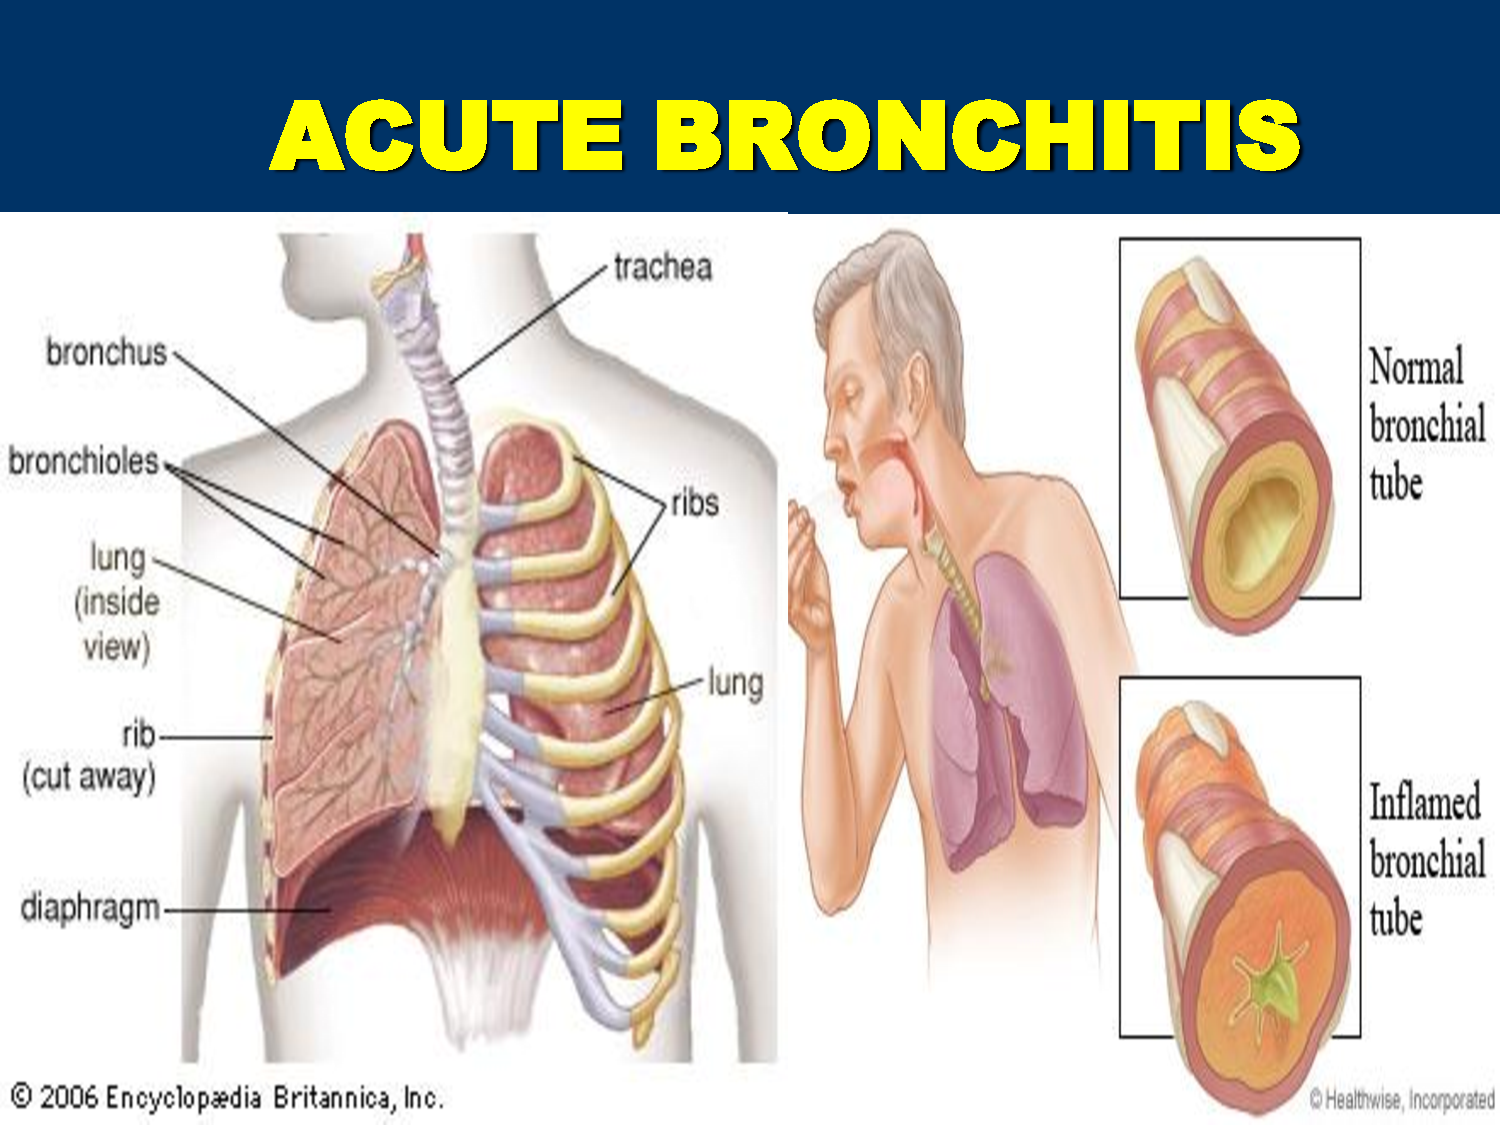 ACUTE BRONCHITIS
trachea
bronchus
bronchioles
ribs
lung
(inside
view)
lung
rib
(cut away)
diaphragm
© 2006 Encyclopædia Britannica, Inc.
Normal
bronchial
tube
Inflamed
bronchial
tube
© Healthwise, Incorporated